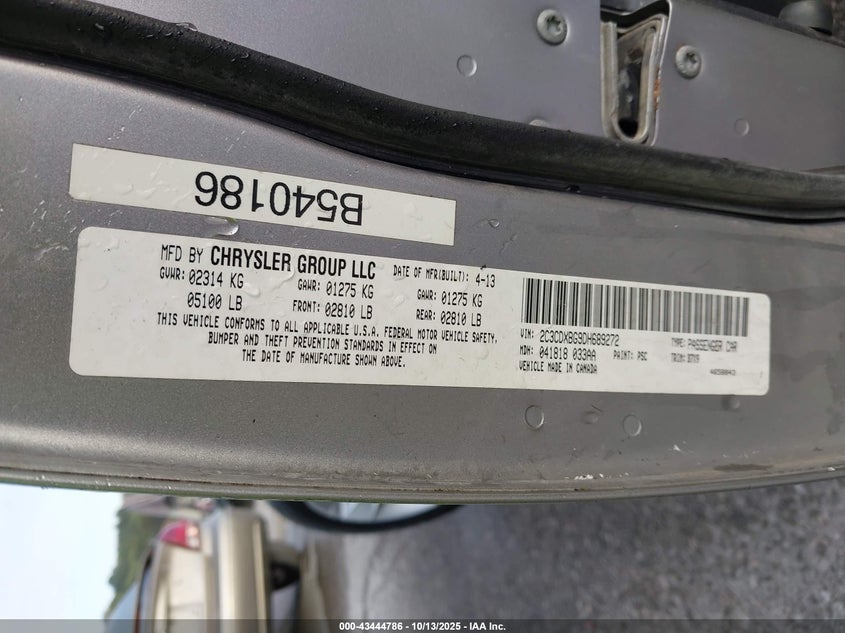 B540186
MFD BY CHRYSLER GROUP LLC DATE OF MFR(BUILT): 4-13
GVWR: 02314 KG GAWR: 01275 KG GAWR: 01275 KG
05100 LB FRONT: 02810 LB REAR: 02810 LB
THIS VEHICLE CONFORMS TO ALL APPLICABLE U.S.A. FEDERAL MOTOR VEHICLE SAFETY,
BUMPER AND THEFT PREVENTION STANDARDS IN EFFECT ON
THE DATE OF MANUFACTURE SHOWN ABOVE.
VIN: 2C3CDXBG9DH689272 TYPE: PASSENGER CAR
MDH: 041818 033AA PAINT: PSC TRIM: B7X9
VEHICLE MADE IN CANADA
000-43444786 | 10/13/2025 - IAA Inc.